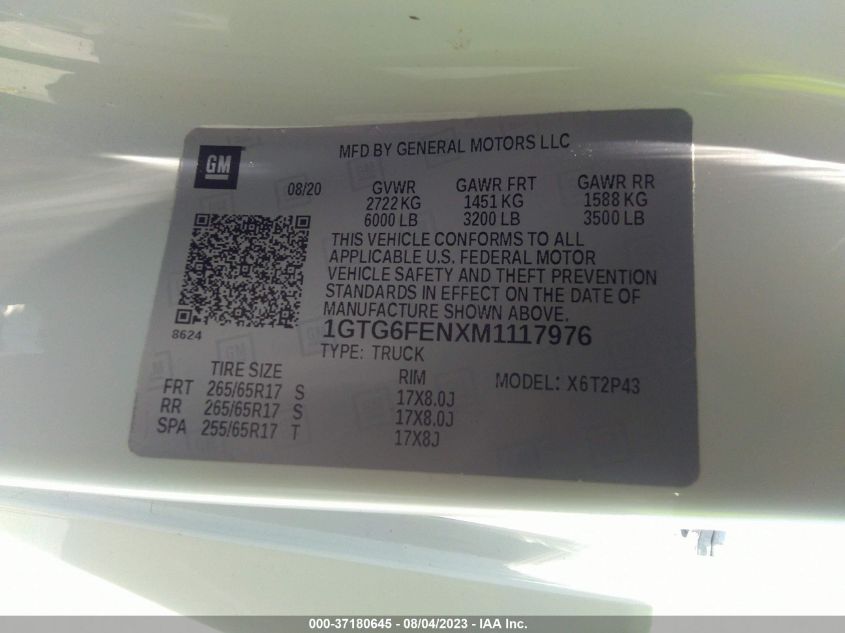 GM
MFD BY GENERAL MOTORS LLC
08/20 GVWR GAWR FRT GAWR RR
2722 KG 1451 KG 1588 KG
6000 LB 3200 LB 3500 LB
THIS VEHICLE CONFORMS TO ALL
APPLICABLE U.S. FEDERAL MOTOR
VEHICLE SAFETY AND THEFT PREVENTION
STANDARDS IN EFFECT ON THE DATE OF
MANUFACTURE SHOWN ABOVE.
8624
1GTG6FENXM1117976
TYPE: TRUCK
TIRE SIZE RIM MODEL: X6T2P43
FRT 265/65R17 S 17X8.0J
RR 265/65R17 S 17X8.0J
SPA 255/65R17 T 17X8J
000-37180645 - 08/04/2023 - IAA Inc.